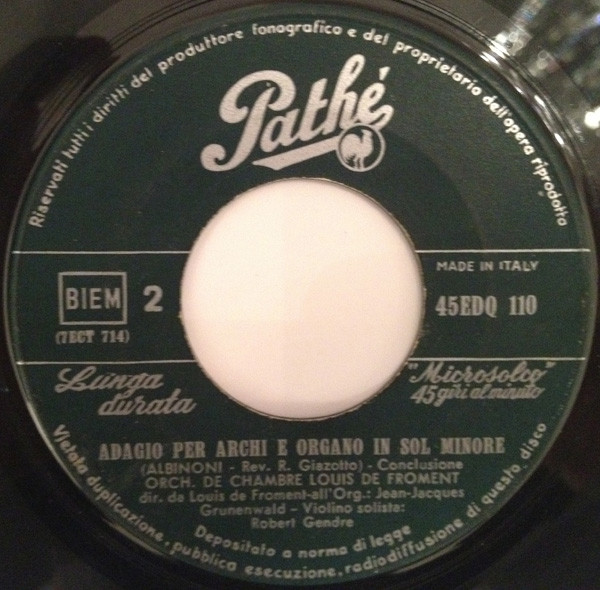 Riservati tutti i diritti del produttore fonografico e del proprietario dell'opera riprodotta
Pathé
MADE IN ITALY
BIEM 2
45EDQ 110
(7ECT 714)
Lunga
durata
"Microsolco"
45 giri al minuto
ADAGIO PER ARCHI E ORGANO IN SOL MINORE
(ALBINONI - Rev. R. Giazotto) - Conclusione
ORCH. DE CHAMBRE LOUIS DE FROMENT
dir. da Louis de Froment-all'Org.: Jean-Jacques
Grunenwald - Violino solista:
Robert Gendre
Depositato a norma di legge
Vietata duplicazione, pubblica esecuzione, radiodiffusione di questo disco